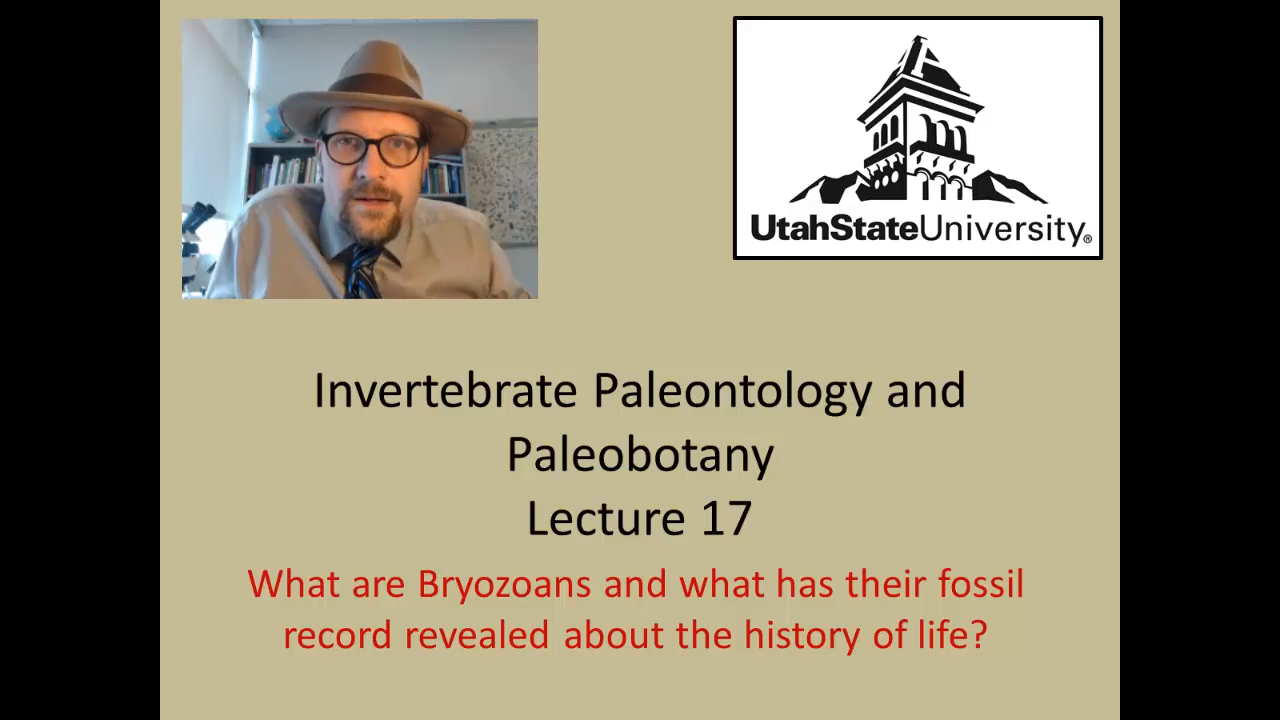 UtahStateUniversity®
Invertebrate Paleontology and
Paleobotany
Lecture 17
What are Bryozoans and what has their fossil
record revealed about the history of life?